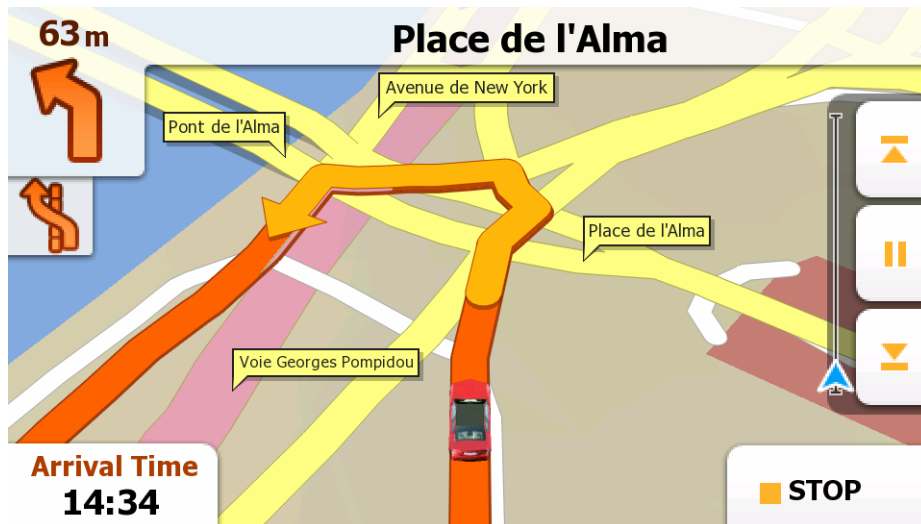 63 m
Place de l'Alma
Avenue de New York
Pont de l'Alma
Place de l'Alma
Voie Georges Pompidou
Arrival Time
14:34
STOP